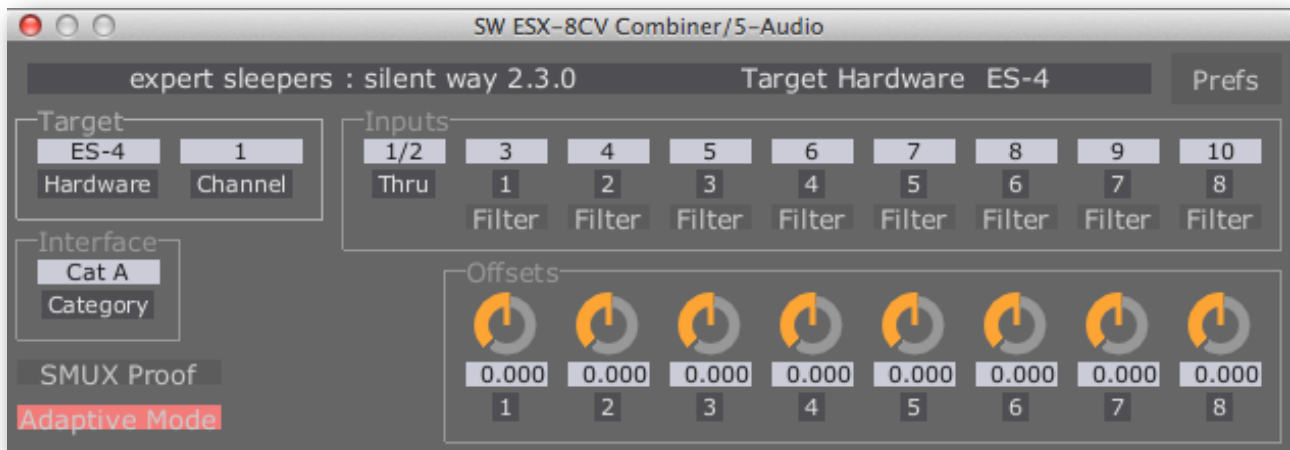 SW ESX-8CV Combiner/5-Audio
expert sleepers : silent way 2.3.0 Target Hardware ES-4 Prefs
Target
ES-4 1
Hardware Channel
Inputs
1/2 3 4 5 6 7 8 9 10
Thru 1 2 3 4 5 6 7 8
Filter Filter Filter Filter Filter Filter Filter Filter
Interface
Cat A
Category
SMUX Proof
Adaptive Mode
Offsets
0.000 0.000 0.000 0.000 0.000 0.000 0.000 0.000
1 2 3 4 5 6 7 8